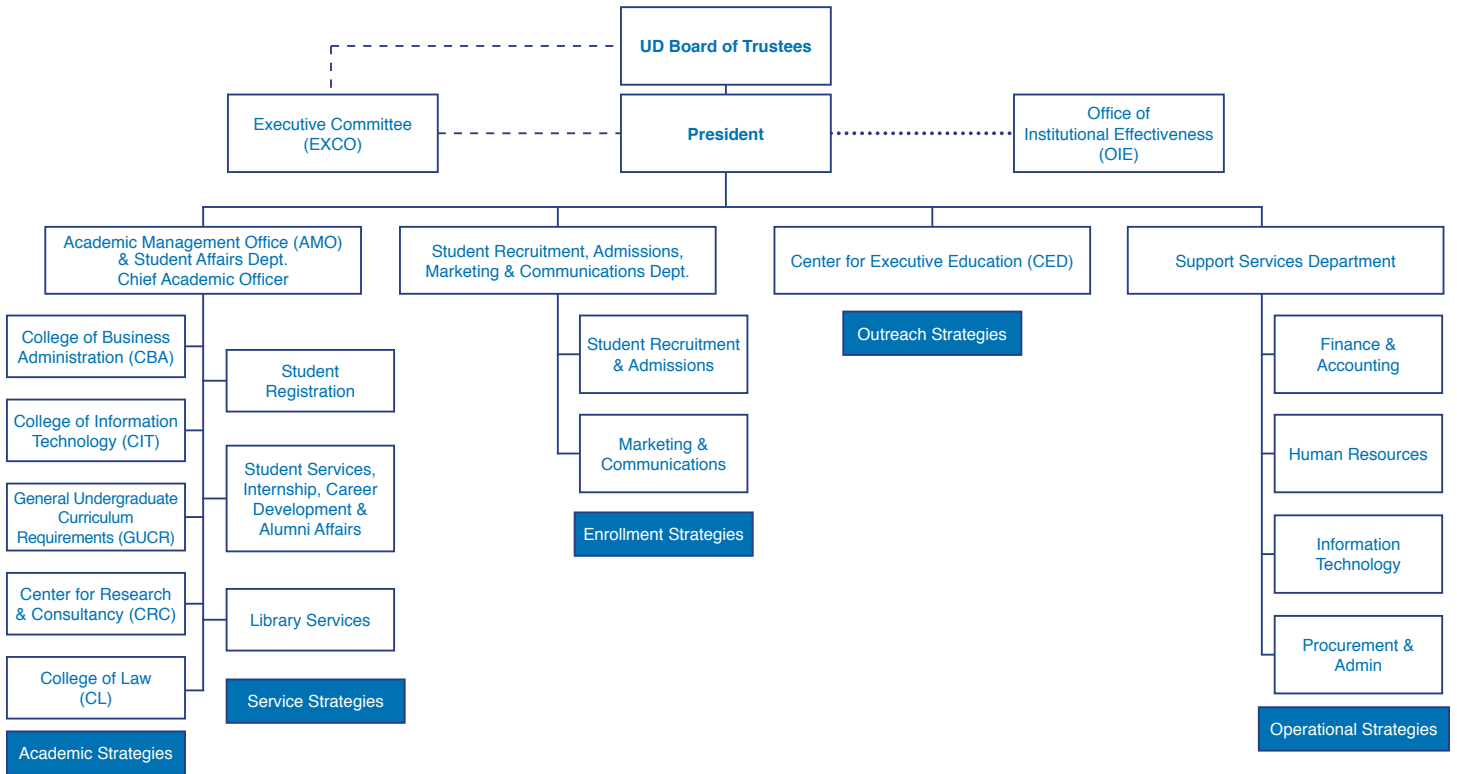 UD Board of Trustees
Executive Committee
(EXCO)
President
Office of
Institutional Effectiveness
(OIE)
Academic Management Office (AMO)
& Student Affairs Dept.
Chief Academic Officer
Student Recruitment, Admissions,
Marketing & Communications Dept.
Center for Executive Education (CED)
Support Services Department
College of Business
Administration (CBA)
College of Information
Technology (CIT)
General Undergraduate
Curriculum
Requirements (GUCR)
Center for Research
& Consultancy (CRC)
College of Law
(CL)
Academic Strategies
Student
Registration
Student Services,
Internship, Career
Development &
Alumni Affairs
Library Services
Service Strategies
Student Recruitment
& Admissions
Marketing &
Communications
Enrollment Strategies
Outreach Strategies
Finance &
Accounting
Human Resources
Information
Technology
Procurement &
Admin
Operational Strategies